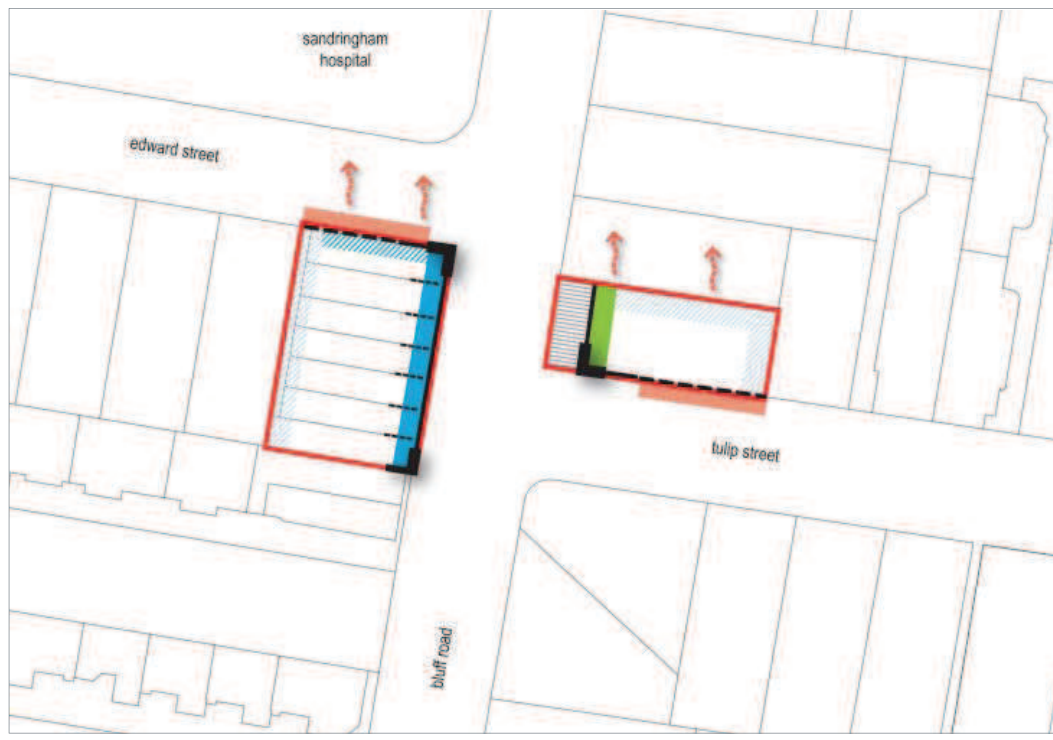 sandringham
hospital
edward street
tulip street
bluff road